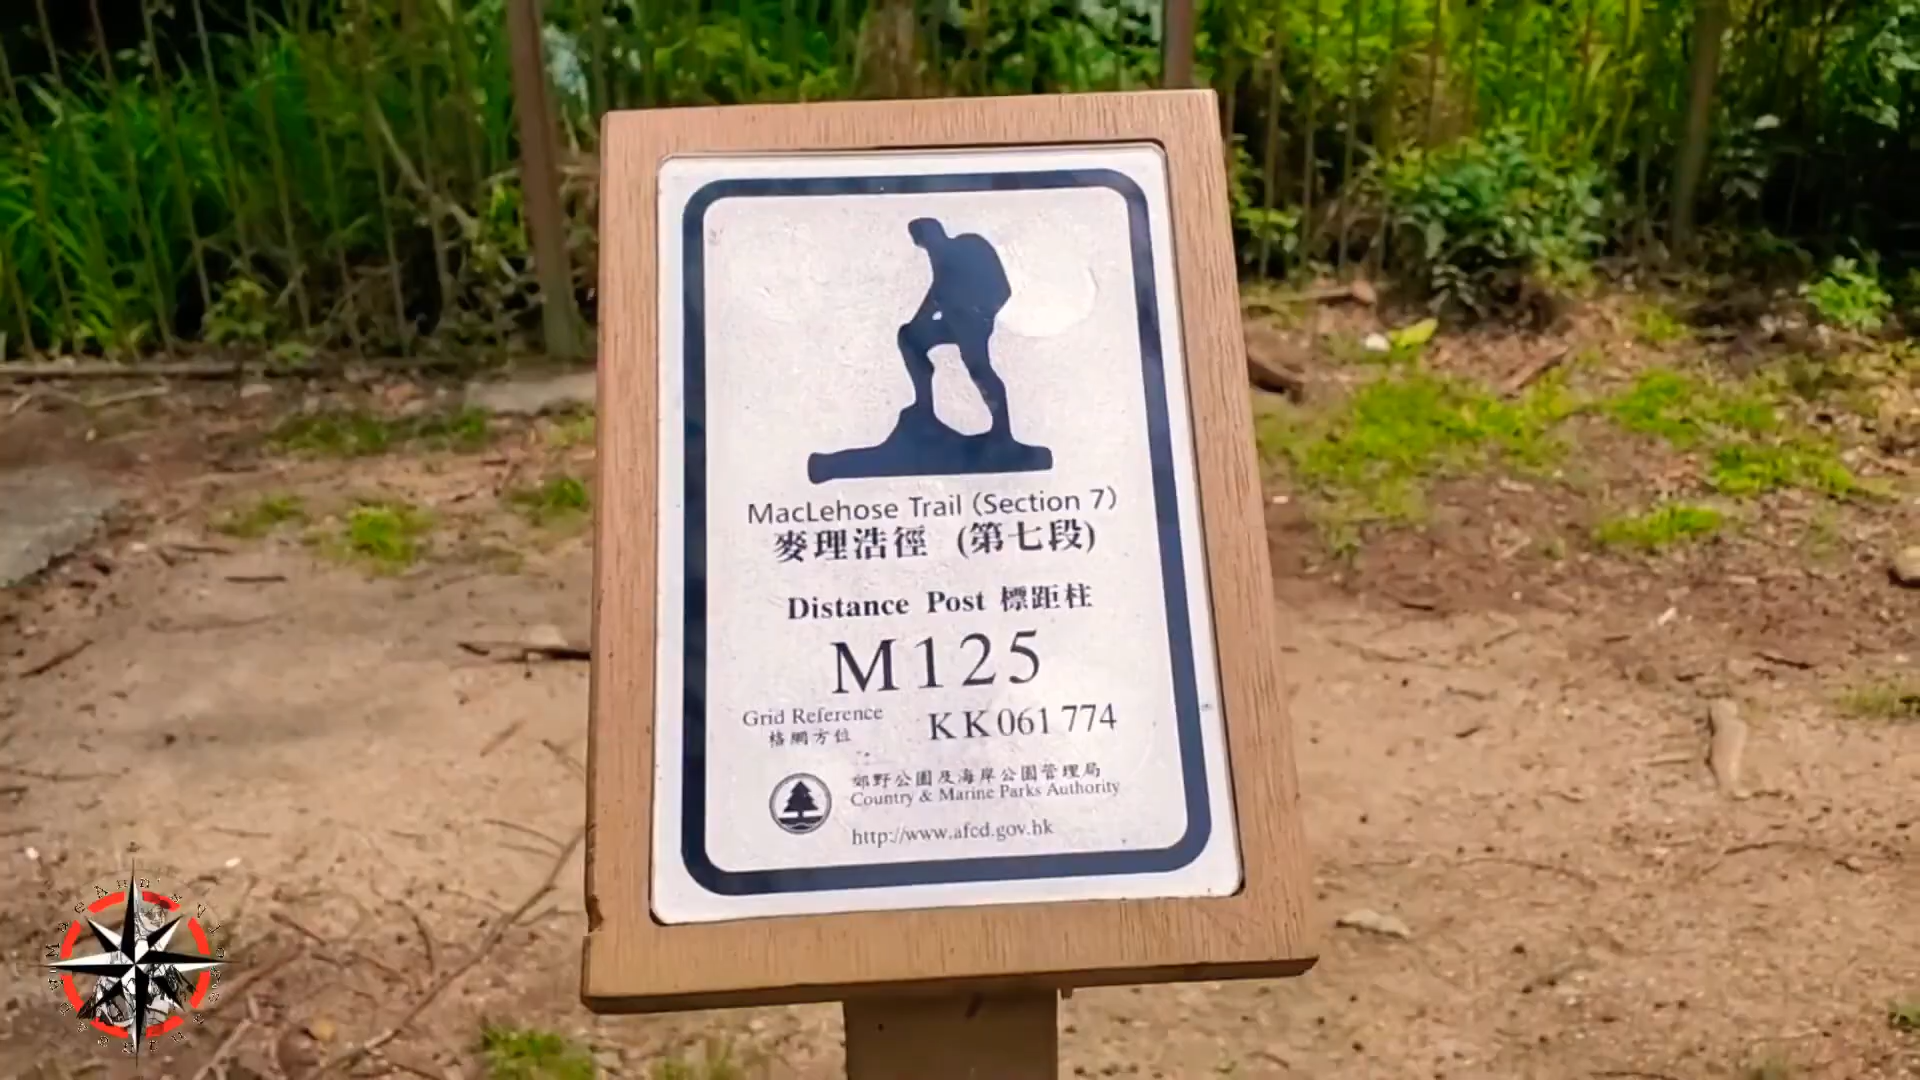 MacLehose Trail (Section 7)
麥理浩徑 (第七段)
Distance Post 標距柱
M125
Grid Reference
格網方位
KK061774
郊野公園及海岸公園管理局
Country & Marine Parks Authority
http://www.afcd.gov.hk